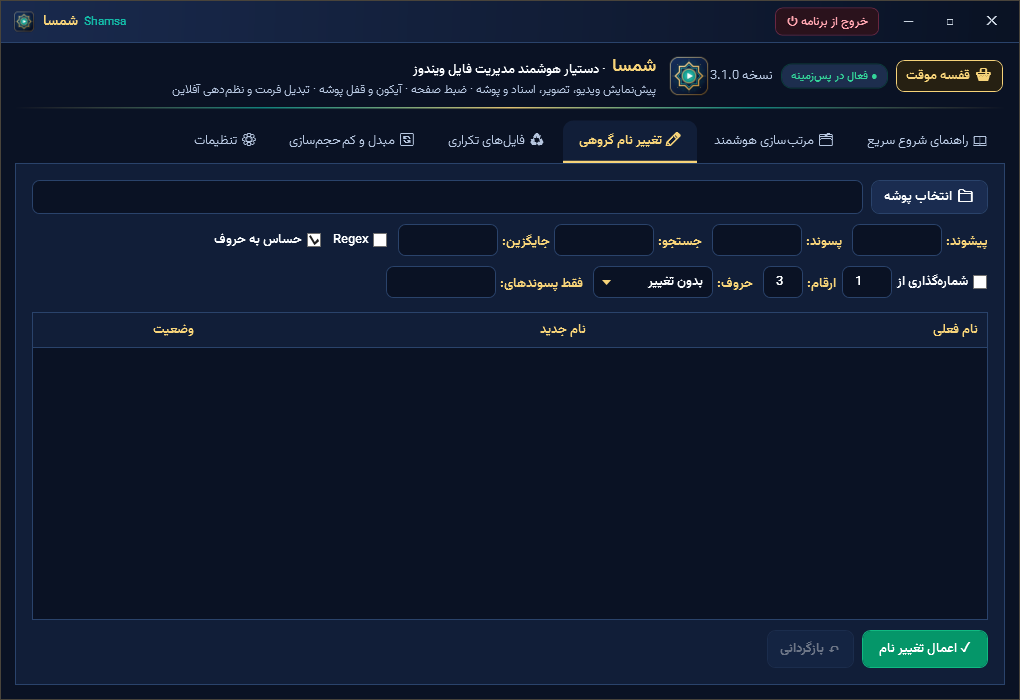 شمسا Shamsa
خروج از برنامه
شمسا · دستیار هوشمند مدیریت فایل ویندوز
پیش‌نمایش ویدیو، تصویر، اسناد و پوشه · ضبط صفحه · آیکون و قفل پوشه · تبدیل فرمت و نظم‌دهی آفلاین
نسخه 3.1.0
● فعال در پس‌زمینه
قفسه موقت
راهنمای شروع سریع
مرتب‌سازی هوشمند
تغییر نام گروهی
فایل‌های تکراری
مبدل و کم‌حجم‌سازی
تنظیمات
انتخاب پوشه
پیشوند: پسوند: جستجو: جایگزین: Regex حساس به حروف
شماره‌گذاری از 1 ارقام: 3 حروف: بدون تغییر فقط پسوندهای:
نام فعلی نام جدید وضعیت
✓ اعمال تغییر نام
بازگردانی